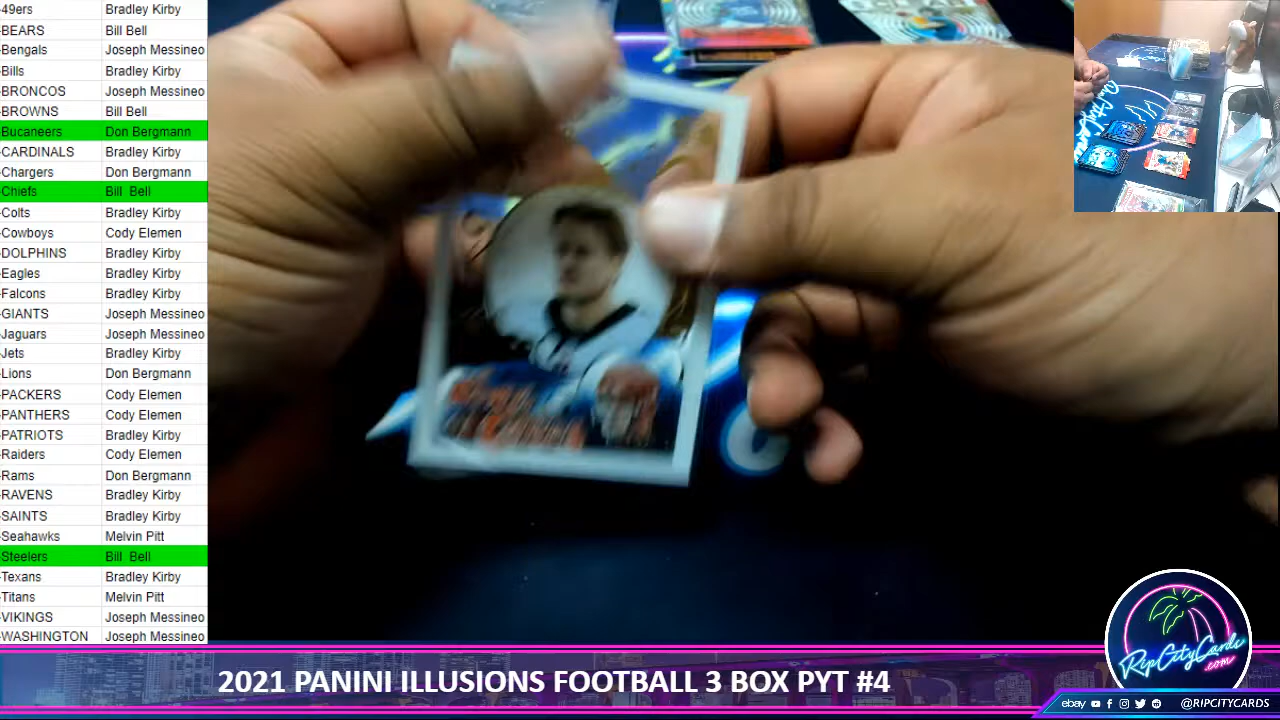 -49ers Bradley Kirby
-BEARS Bill Bell
-Bengals Joseph Messineo
-Bills Bradley Kirby
-BRONCOS Joseph Messineo
-BROWNS Bill Bell
-Bucaneers Don Bergmann
-CARDINALS Bradley Kirby
-Chargers Don Bergmann
-Chiefs Bill Bell
-Colts Bradley Kirby
-Cowboys Cody Elemen
-DOLPHINS Bradley Kirby
-Eagles Bradley Kirby
-Falcons Bradley Kirby
-GIANTS Joseph Messineo
-Jaguars Joseph Messineo
-Jets Bradley Kirby
-Lions Don Bergmann
-PACKERS Cody Elemen
-PANTHERS Cody Elemen
-PATRIOTS Bradley Kirby
-Raiders Cody Elemen
-Rams Don Bergmann
-RAVENS Bradley Kirby
-SAINTS Bradley Kirby
-Seahawks Melvin Pitt
-Steelers Bill Bell
-Texans Bradley Kirby
-Titans Melvin Pitt
-VIKINGS Joseph Messineo
-WASHINGTON Joseph Messineo
2021 PANINI ILLUSIONS FOOTBALL 3 BOX PYT #4
RipCityCards
.com
ebay @RIPCITYCARDS